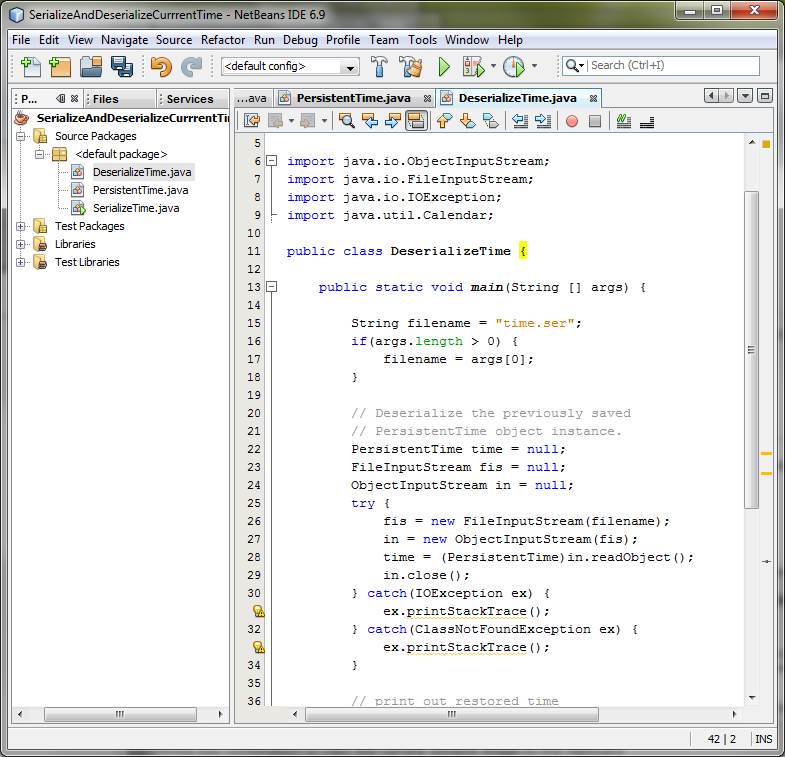 SerializeAndDeserializeCurrrentTime - NetBeans IDE 6.9
File Edit View Navigate Source Refactor Run Debug Profile Team Tools Window Help
<default config>
Search (Ctrl+I)
P... Files Services
...ava PersistentTime.java DeserializeTime.java
SerializeAndDeserializeCurrrentTi
Source Packages
<default package>
DeserializeTime.java
PersistentTime.java
SerializeTime.java
Test Packages
Libraries
Test Libraries
5
6 import java.io.ObjectInputStream;
7 import java.io.FileInputStream;
8 import java.io.IOException;
9 import java.util.Calendar;
10
11 public class DeserializeTime {
12
13 public static void main(String [] args) {
14
15 String filename = "time.ser";
16 if(args.length > 0) {
17 filename = args[0];
18 }
19
20 // Deserialize the previously saved
21 // PersistentTime object instance.
22 PersistentTime time = null;
23 FileInputStream fis = null;
24 ObjectInputStream in = null;
25 try {
26 fis = new FileInputStream(filename);
27 in = new ObjectInputStream(fis);
28 time = (PersistentTime)in.readObject();
29 in.close();
30 } catch(IOException ex) {
ex.printStackTrace();
32 } catch(ClassNotFoundException ex) {
ex.printStackTrace();
34 }
35
36 // print out restored time
42 | 2 INS